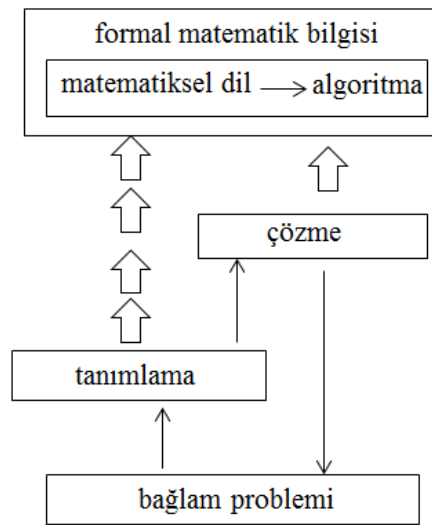 formal matematik bilgisi
matematiksel dil algoritma
çözme
tanımlama
bağlam problemi